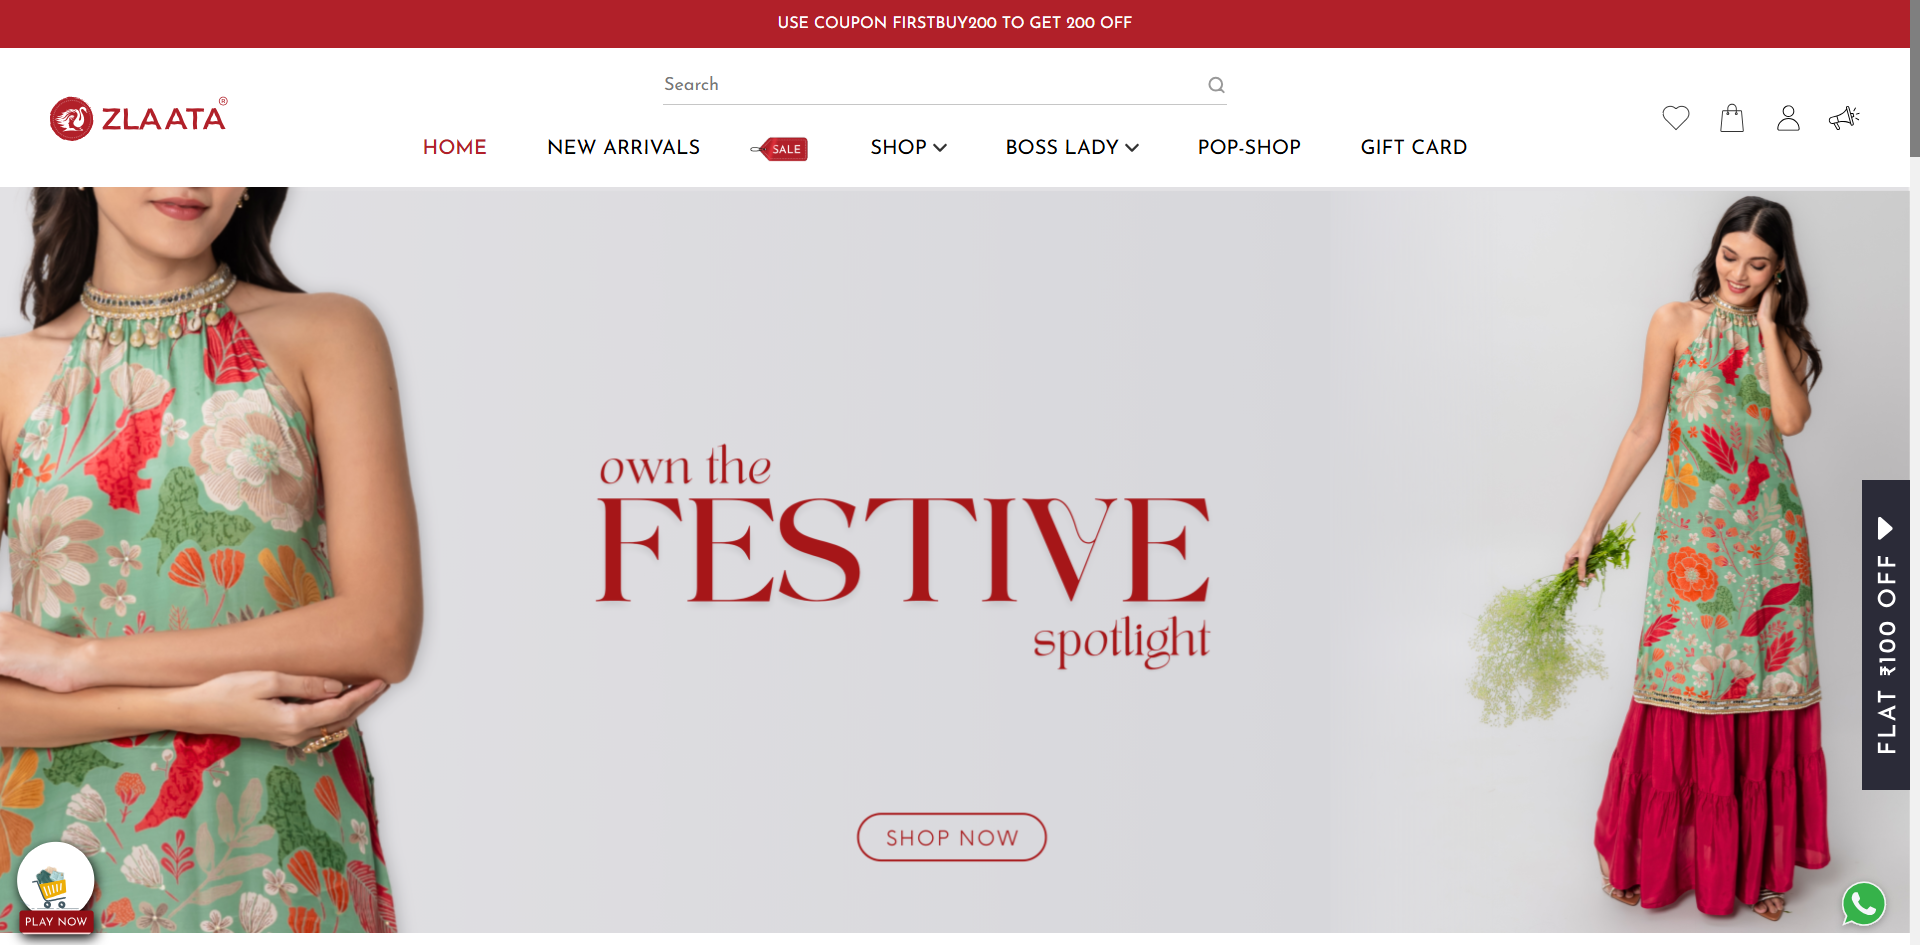 USE COUPON FIRSTBUY200 TO GET 200 OFF
Search
ZLAATA®
HOME
NEW ARRIVALS
SALE
SHOP
BOSS LADY
POP-SHOP
GIFT CARD
own the
FESTIVE
spotlight
FLAT ₹100 OFF
SHOP NOW
PLAY NOW